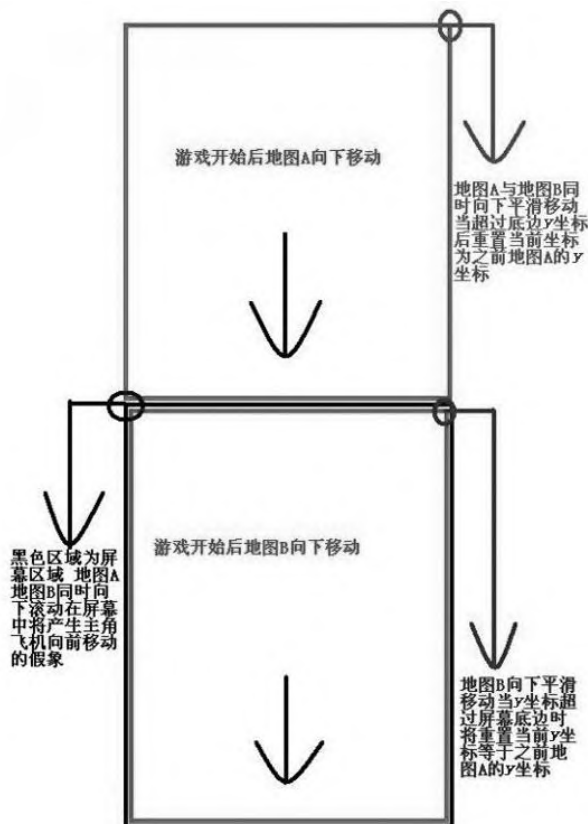 游戏开始后地图A向下移动
地图A与地图B同
时向下平滑移动
当超过底边y坐标
后重置当前坐标
为之前地图A的y
坐标
游戏开始后地图B向下移动
黑色区域为屏
幕区域 地图A
地图B同时向
下滚动在屏幕
中将产生主角
飞机向前移动
的假象
地图B向下平滑
移动当y坐标超
过屏幕底边时
将重置当前y坐
标等于之前地
图A的y坐标